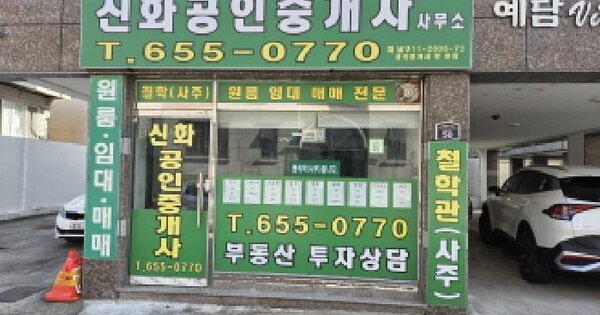 신화공인중개사 사무소
T.655-0770
예담 Vi
원룸·임대·매매
철학(사주)
원룸 임대 매매 전문
신화공인중개사
T.655-0770
T.655-0770
부동산 투자상담
철학관(사주)